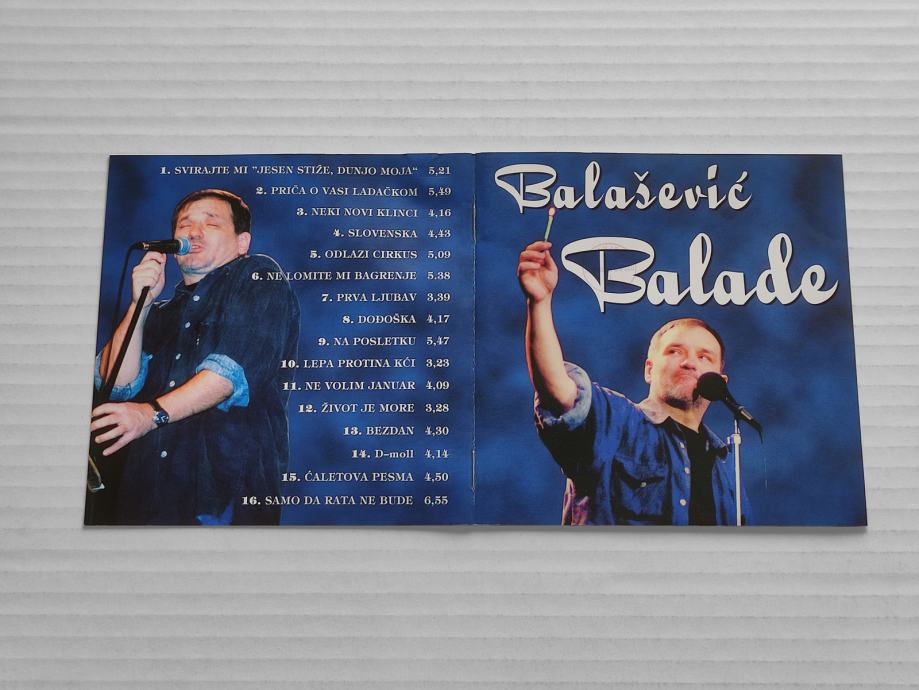 1. SVIRAJTE MI "JESEN STIŽE, DUNJO MOJA“ 5,21
2. PRIČA O VASI LADAČKOM 5,49
3. NEKI NOVI KLINCI 4,16
4. SLOVENSKA 4,43
5. ODLAZI CIRKUS 5,09
6. NE LOMITE MI BAGRENJE 5.38
7. PRVA LJUBAV 3,39
8. DOĐOŠKA 4,17
9. NA POSLETKU 5,47
10. LEPA PROTINA KĆI 3,23
11. NE VOLIM JANUAR 4,09
12. ŽIVOT JE MORE 3,28
13. BEZDAN 4,30
14. D-moll 4,14
15. ĆALETOVA PESMA 4,50
16. SAMO DA RATA NE BUDE 6,55
Balašević
Balade